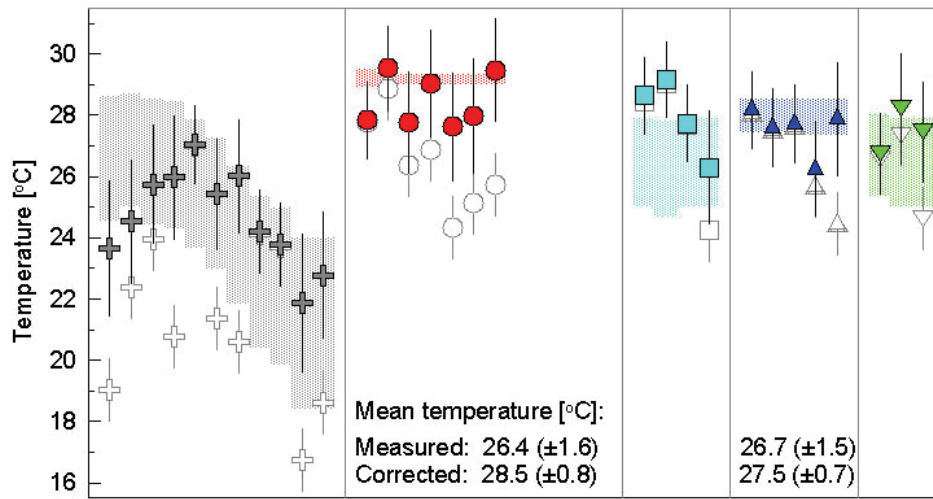 Temperature [°C]
30
28
26
24
22
20
18
16
Mean temperature [°C]:
Measured: 26.4 (±1.6) 26.7 (±1.5)
Corrected: 28.5 (±0.8) 27.5 (±0.7)